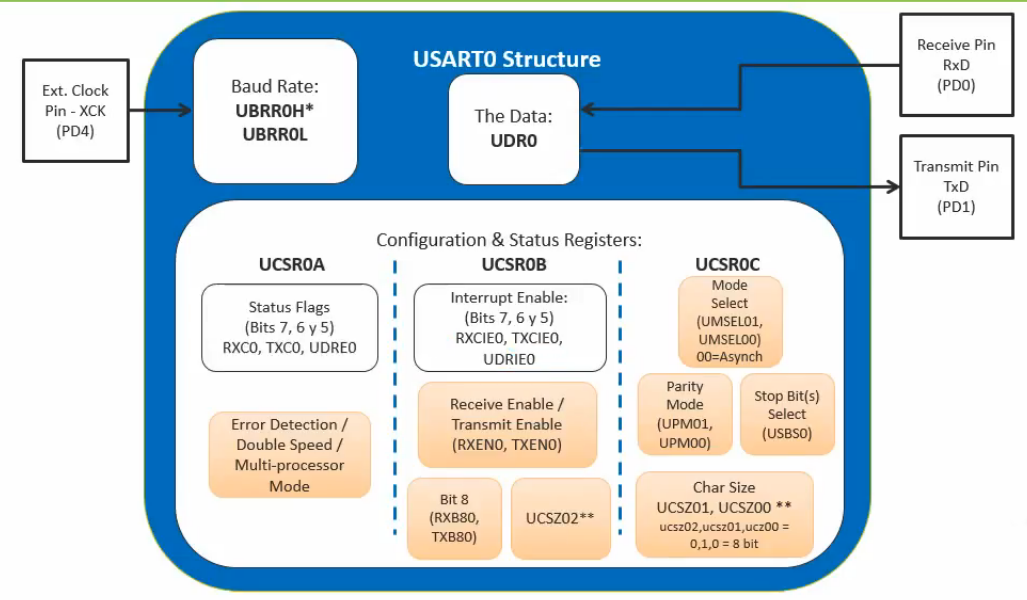 USART0 Structure
Ext. Clock
Pin - XCK
(PD4)
Baud Rate:
UBRR0H*
UBRR0L
The Data:
UDR0
Receive Pin
RxD
(PD0)
Transmit Pin
TxD
(PD1)
Configuration & Status Registers:
UCSR0A
Status Flags
(Bits 7, 6 y 5)
RXC0, TXC0, UDRE0
Error Detection /
Double Speed /
Multi-processor
Mode
UCSR0B
Interrupt Enable:
(Bits 7, 6 y 5)
RXCIE0, TXCIE0,
UDRIE0
Receive Enable /
Transmit Enable
(RXEN0, TXEN0)
Bit 8
(RXB80,
TXB80)
UCSZ02**
UCSR0C
Mode
Select
(UMSEL01,
UMSEL00)
00=Asynch
Parity
Mode
(UPM01,
UPM00)
Stop Bit(s)
Select
(USBS0)
Char Size
UCSZ01, UCSZ00 **
ucsz02,ucsz01,ucz00 =
0,1,0 = 8 bit